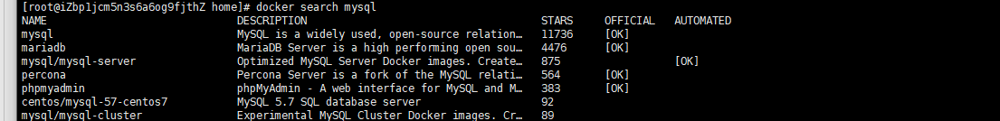 [root@iZbp1jcm5n3s6a6og9fjthZ home]# docker search mysql
NAME DESCRIPTION STARS OFFICIAL AUTOMATED
mysql MySQL is a widely used, open-source relation… 11736 [OK]
mariadb MariaDB Server is a high performing open sou… 4476 [OK]
mysql/mysql-server Optimized MySQL Server Docker images. Create… 875 [OK]
percona Percona Server is a fork of the MySQL relati… 564 [OK]
phpmyadmin phpMyAdmin - A web interface for MySQL and M… 383 [OK]
centos/mysql-57-centos7 MySQL 5.7 SQL database server 92
mysql/mysql-cluster Experimental MySQL Cluster Docker images. Cr… 89